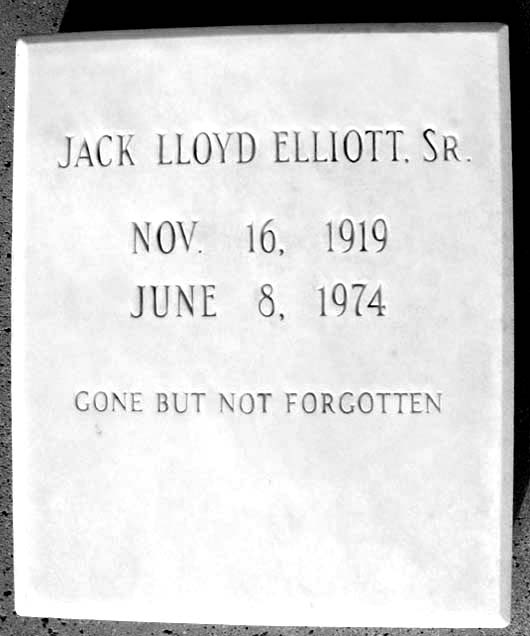 JACK LLOYD ELLIOTT, SR.
NOV. 16, 1919
JUNE 8, 1974
GONE BUT NOT FORGOTTEN